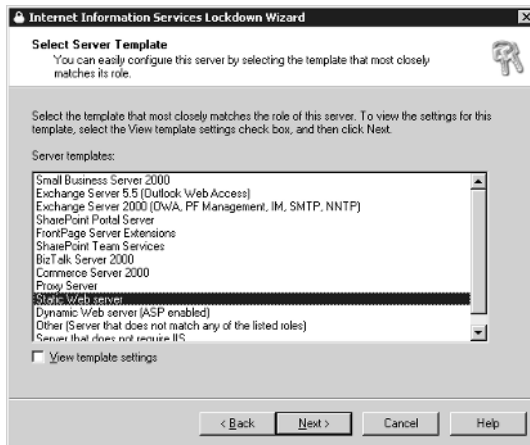 Internet Information Services Lockdown Wizard
Select Server Template
You can easily configure this server by selecting the template that most closely
matches its role.
Select the template that most closely matches the role of this server. To view the settings for this
template, select the View template settings check box, and then click Next.
Server templates:
Small Business Server 2000
Exchange Server 5.5 (Outlook Web Access)
Exchange Server 2000 (OWA, PF Management, IM, SMTP, NNTP)
SharePoint Portal Server
FrontPage Server Extensions
SharePoint Team Services
BizTalk Server 2000
Commerce Server 2000
Proxy Server
Static Web server
Dynamic Web server (ASP enabled)
Other (Server that does not match any of the listed roles)
Server that does not require IIS
View template settings
< Back Next > Cancel Help